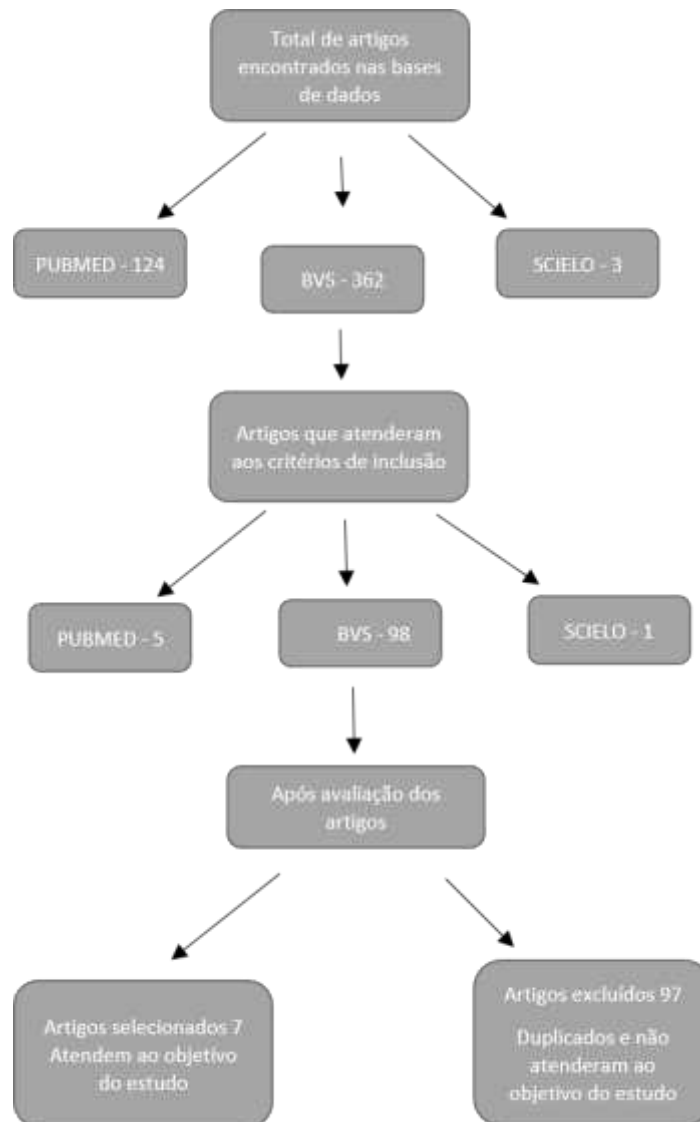 Total de artigos
encontrados nas bases
de dados
PUBMED - 124
BVS - 362
SCIELO - 3
Artigos que atenderam
aos critérios de inclusão
PUBMED - 5
BVS - 98
SCIELO - 1
Após avaliação dos
artigos
Artigos selecionados 7
Atendem ao objetivo
do estudo
Artigos excluídos 97
Duplicados e não
atenderam ao
objetivo do estudo